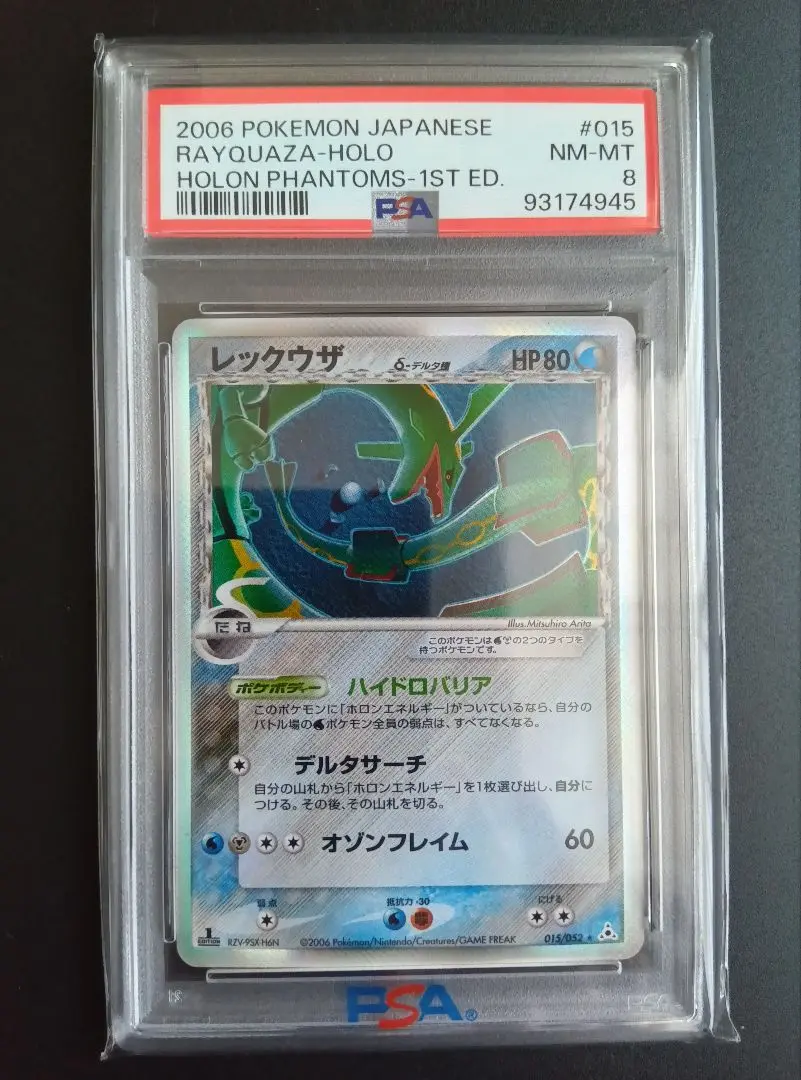 2006 POKEMON JAPANESE #015
RAYQUAZA-HOLO NM-MT
HOLON PHANTOMS-1ST ED. 8
PSA 93174945
レックウザ δ-デルタ種 HP80
Illus.Mitsuhiro Arita
たね
このポケモンは の2つのタイプを
持つポケモンです。
ポケボディー ハイドロバリア
このポケモンに「ホロンエネルギー」がついているなら、自分の
バトル場の ポケモン全員の弱点は、すべてなくなる。
デルタサーチ
自分の山札から「ホロンエネルギー」を1枚選び出し、自分に
つける。その後、その山札を切る。
オゾンフレイム 60
弱点 抵抗力 -30 にげる
1 EDITION RZV-9SX-H6N ©2006 Pokémon/Nintendo/Creatures/GAME FREAK 015/052 ★
PSA®